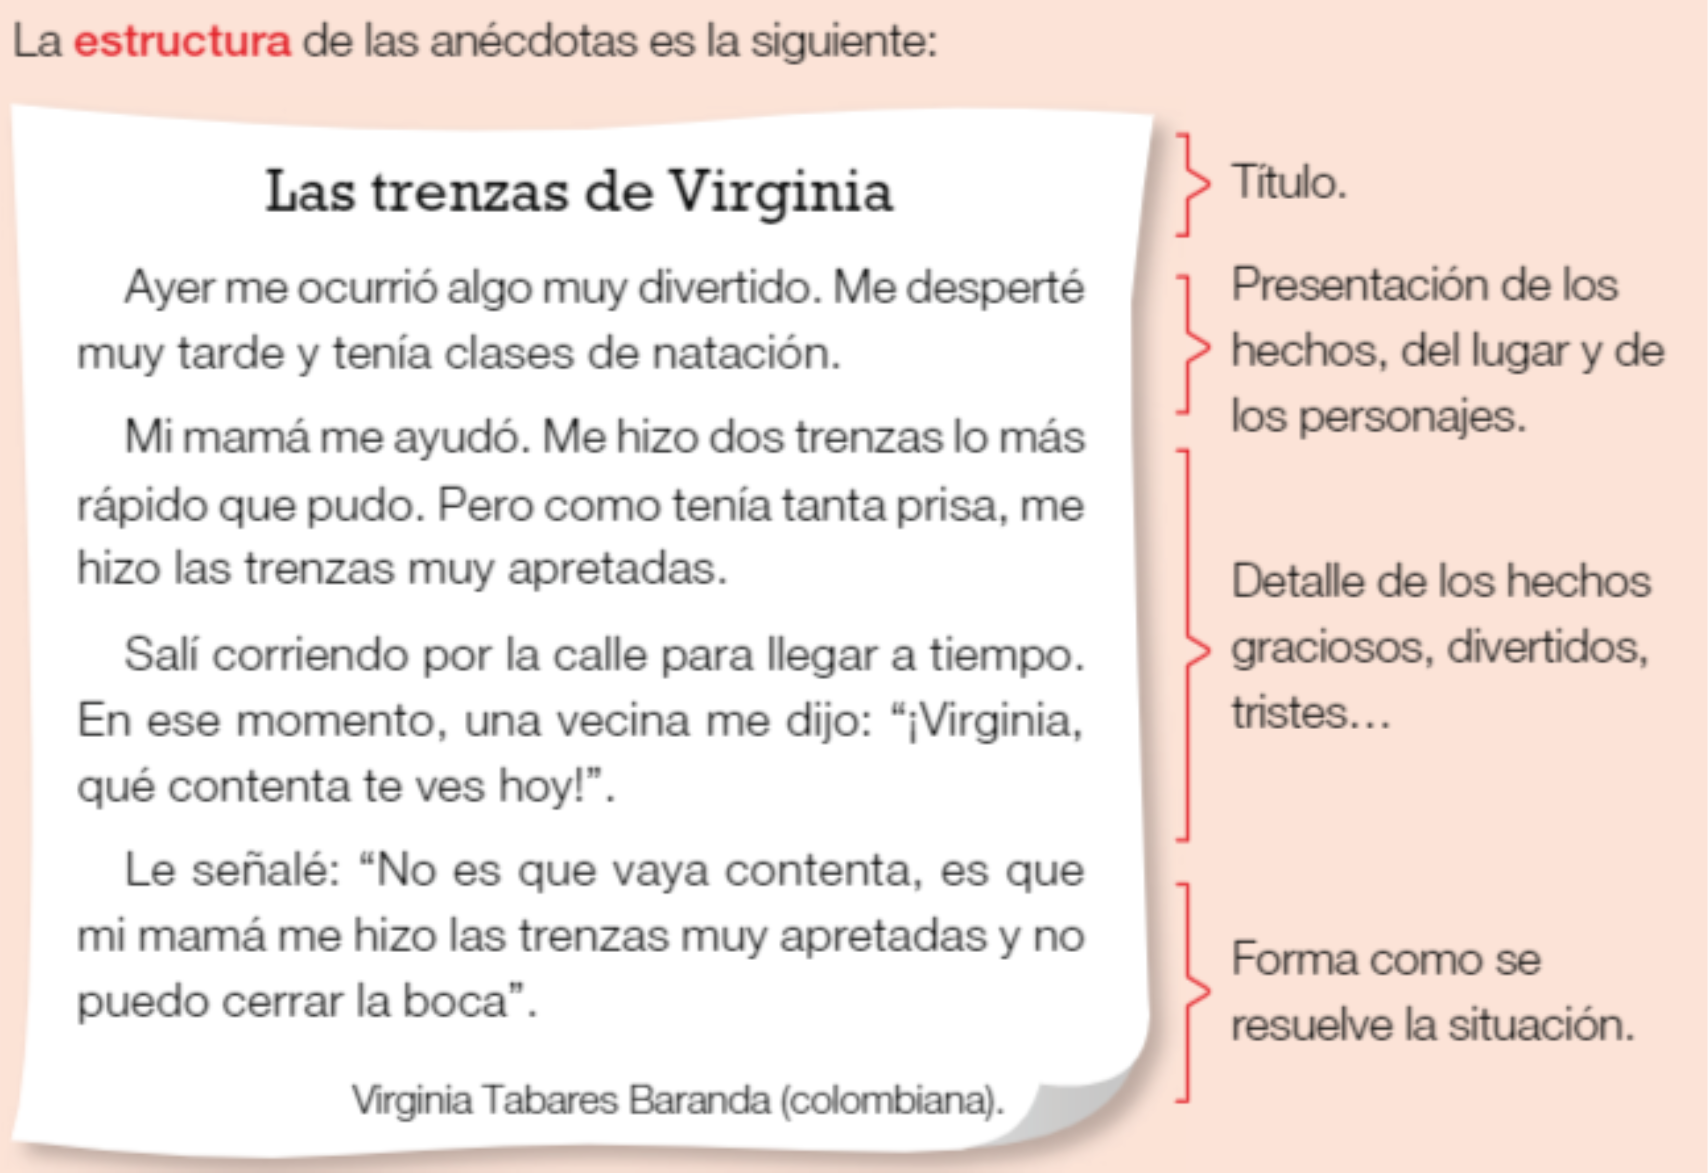 La estructura de las anécdotas es la siguiente:
Las trenzas de Virginia
Ayer me ocurrió algo muy divertido. Me desperté
muy tarde y tenía clases de natación.
Mi mamá me ayudó. Me hizo dos trenzas lo más
rápido que pudo. Pero como tenía tanta prisa, me
hizo las trenzas muy apretadas.
Salí corriendo por la calle para llegar a tiempo.
En ese momento, una vecina me dijo: “¡Virginia,
qué contenta te ves hoy!”.
Le señalé: “No es que vaya contenta, es que
mi mamá me hizo las trenzas muy apretadas y no
puedo cerrar la boca”.
Virginia Tabares Baranda (colombiana).
Título.
Presentación de los
hechos, del lugar y de
los personajes.
Detalle de los hechos
graciosos, divertidos,
tristes…
Forma como se
resuelve la situación.